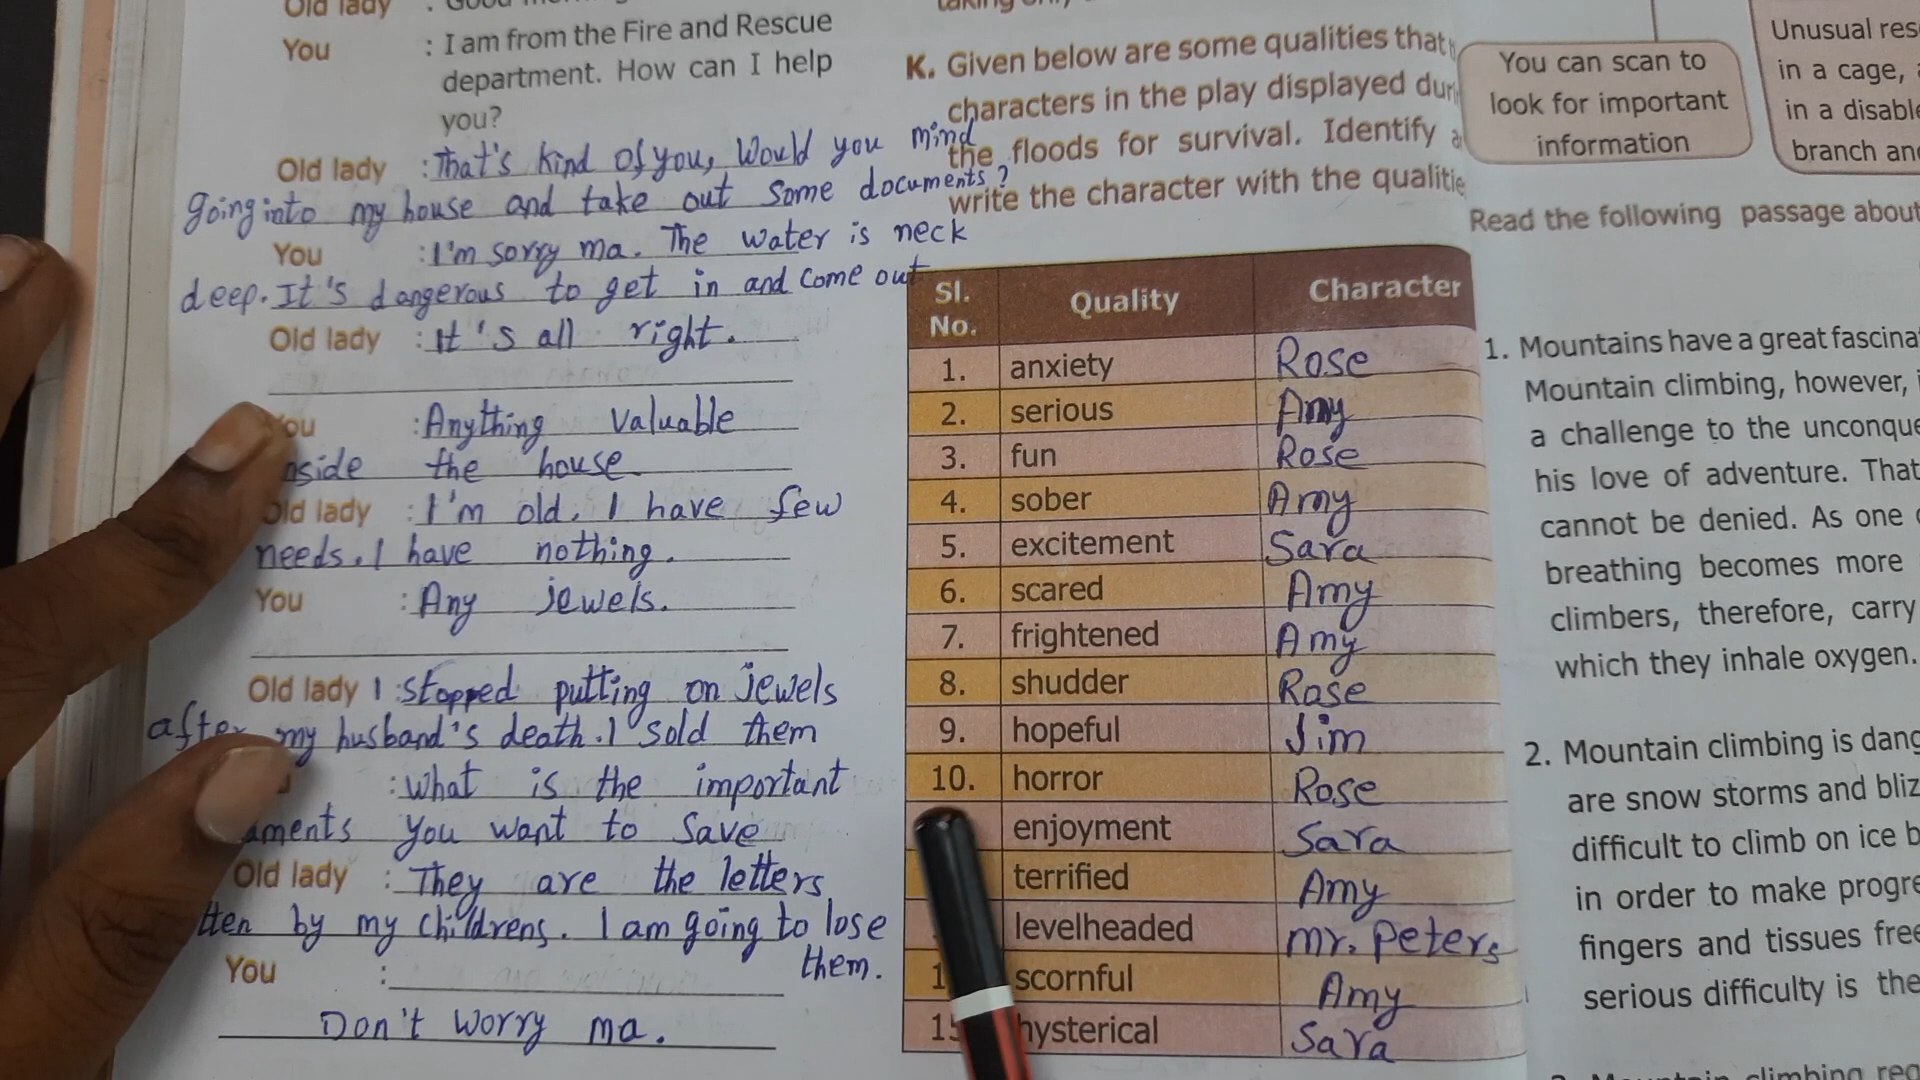 Old lady :
You : I am from the Fire and Rescue
department. How can I help
you?
Old lady : That's kind of you, Would you mind
going into my house and take out some documents?
You : I'm sorry ma. The water is neck
deep. It's dangerous to get in and come out
Old lady : It's all right.
You : Anything valuable
nside the house
Old lady : I'm old. I have few
needs. I have nothing.
You : Any jewels.
Old lady I : stopped putting on jewels
after my husband's death. I sold them
: What is the important
aments you want to save
Old lady : They are the letters
tten by my childrens. I am going to lose
them.
You :
Don't worry ma.
taking only
K. Given below are some qualities that
characters in the play displayed duri
the floods for survival. Identify
write the character with the qualitie
Sl. No. Quality Character
1. anxiety Rose
2. serious Amy
3. fun Rose
4. sober Amy
5. excitement Sara
6. scared Amy
7. frightened Amy
8. shudder Rose
9. hopeful Jim
10. horror Rose
enjoyment Sara
terrified Amy
levelheaded mr. peters
1 scornful Amy
15 hysterical Sara
You can scan to
look for important
information
Unusual res
in a cage,
in a disable
branch an
Read the following passage about
1. Mountains have a great fascina
Mountain climbing, however, i
a challenge to the unconque
his love of adventure. That
cannot be denied. As one
breathing becomes more
climbers, therefore, carry
which they inhale oxygen.
2. Mountain climbing is dang
are snow storms and bliz
difficult to climb on ice b
in order to make progre
fingers and tissues free
serious difficulty is the
climbing req